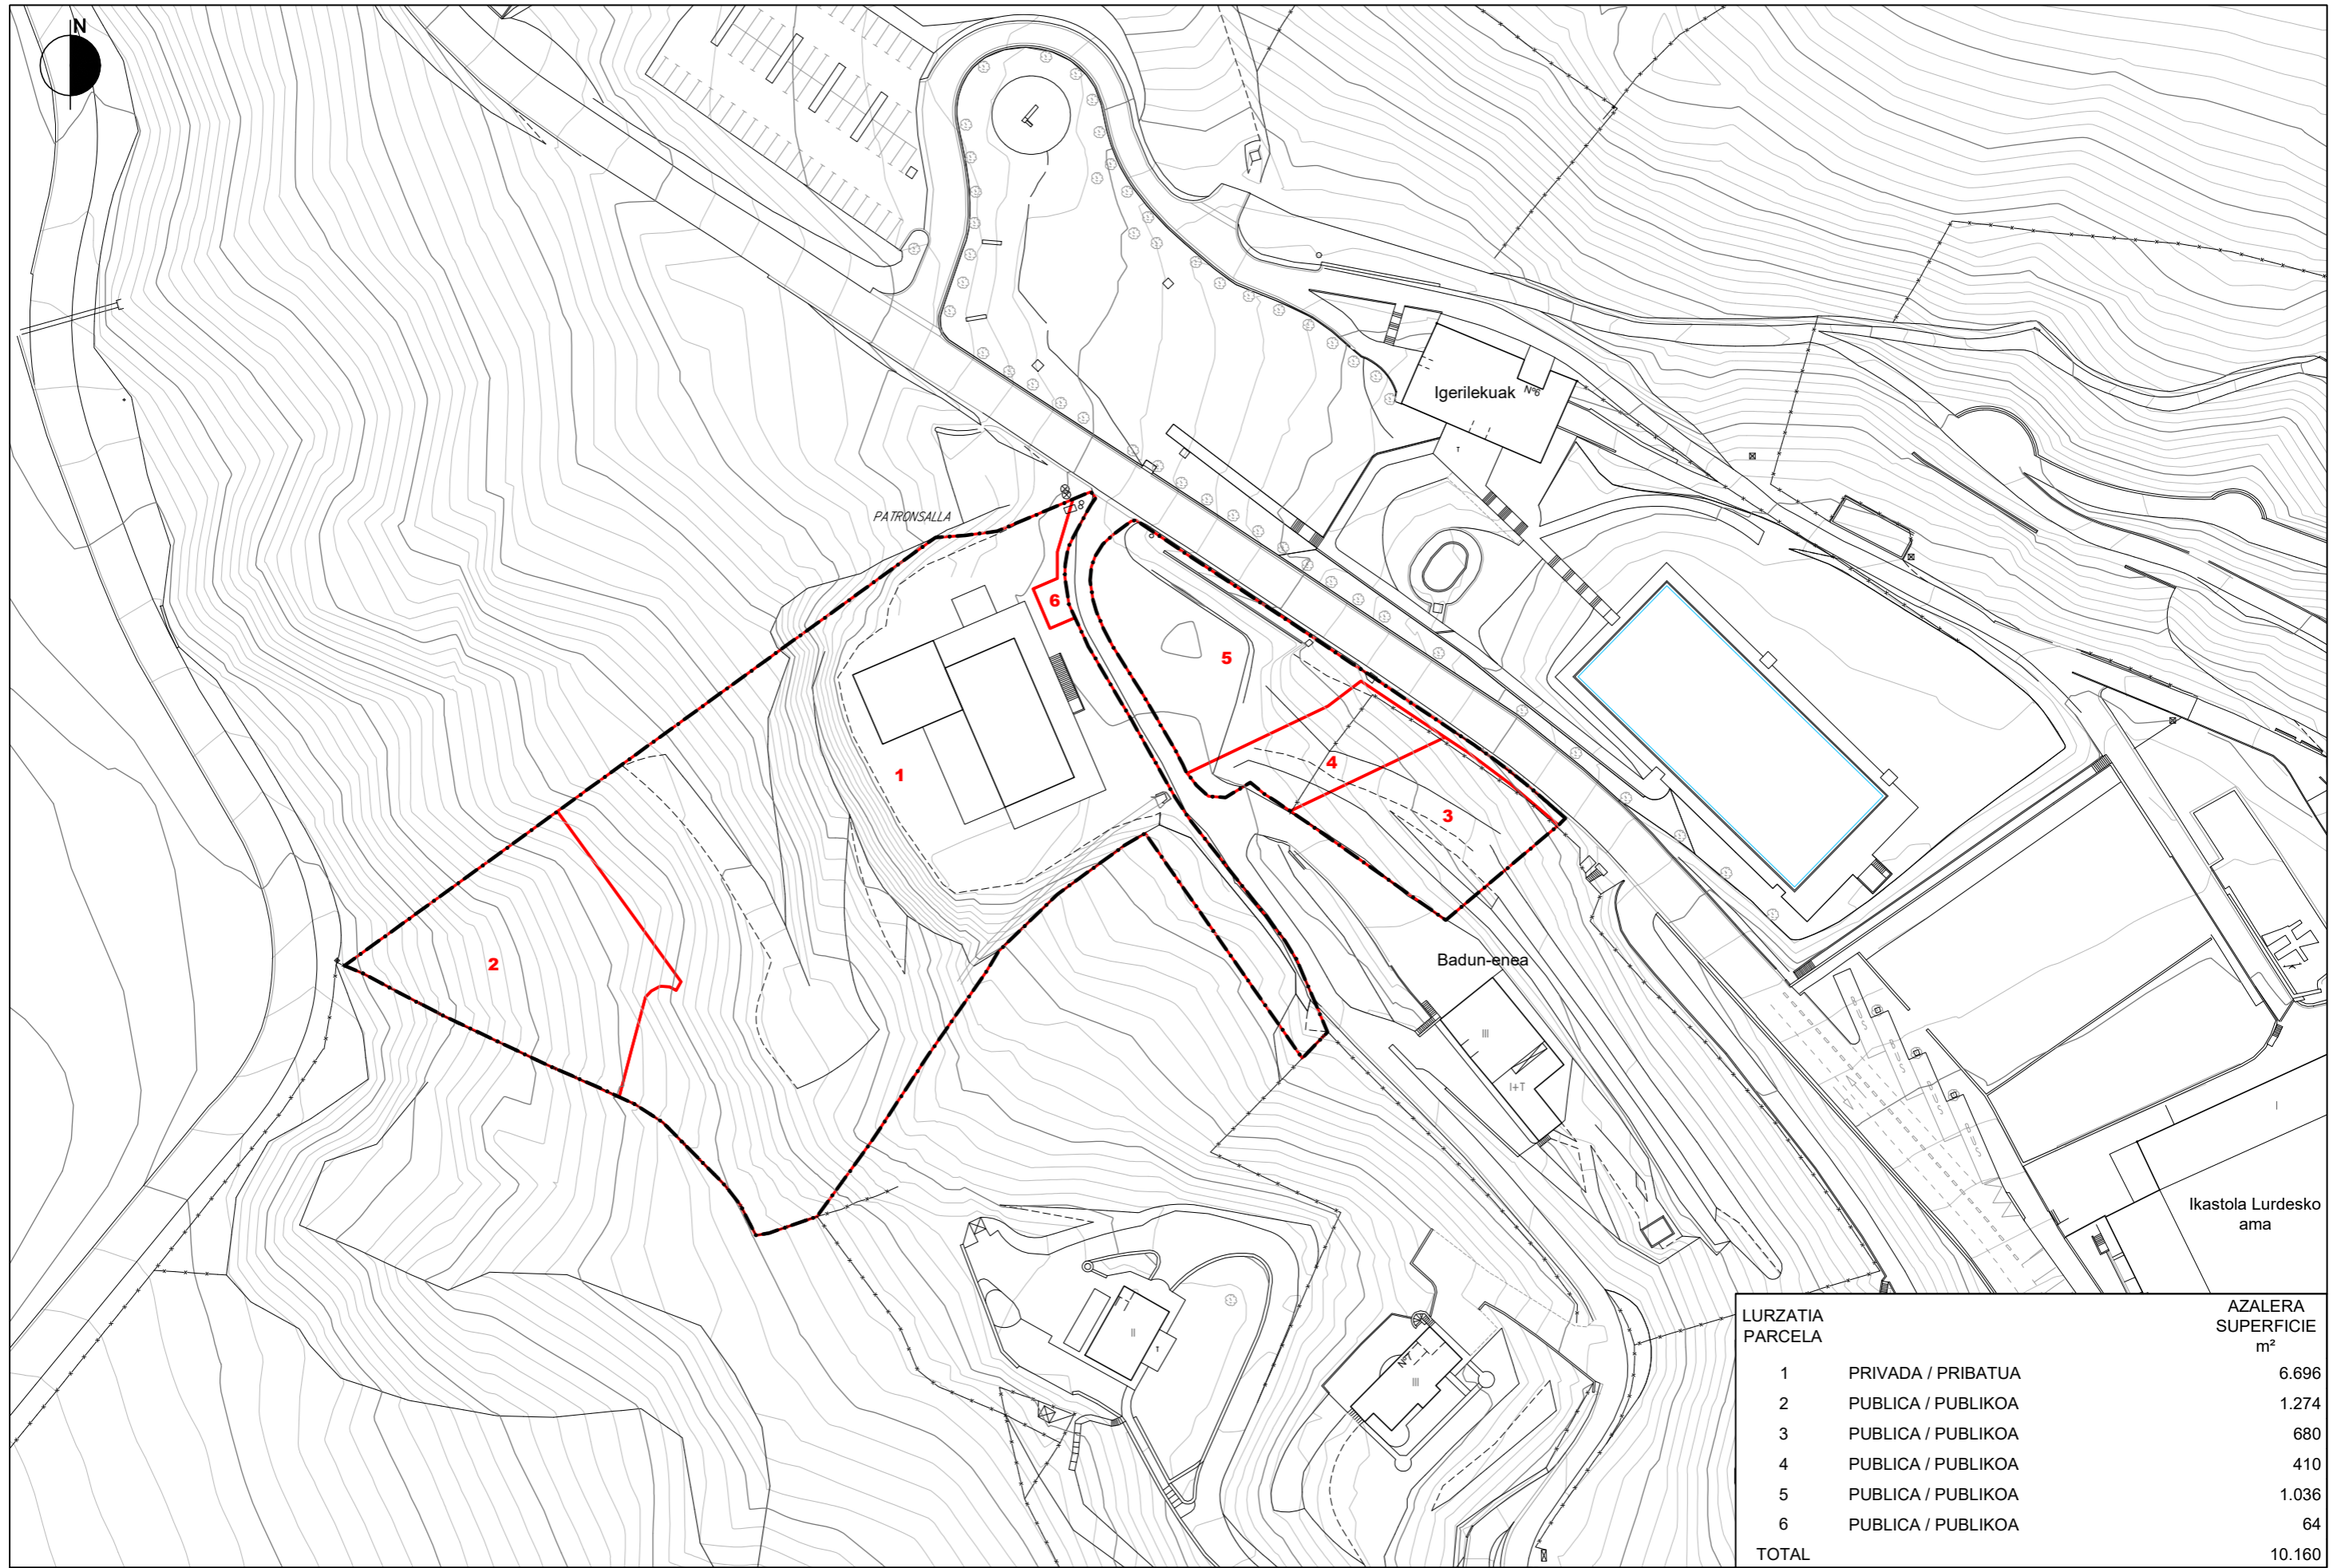 N
PATRONSALLA
Igerilekuak
Nº6
T
8
6
5
1
4
3
2
Badun-enea
III
I+T
I
Ikastola Lurdesko
ama
II
T
Nº7
III
LURZATIA
PARCELA
AZALERA
SUPERFICIE
m²
1 PRIVADA / PRIBATUA 6.696
2 PUBLICA / PUBLIKOA 1.274
3 PUBLICA / PUBLIKOA 680
4 PUBLICA / PUBLIKOA 410
5 PUBLICA / PUBLIKOA 1.036
6 PUBLICA / PUBLIKOA 64
TOTAL 10.160